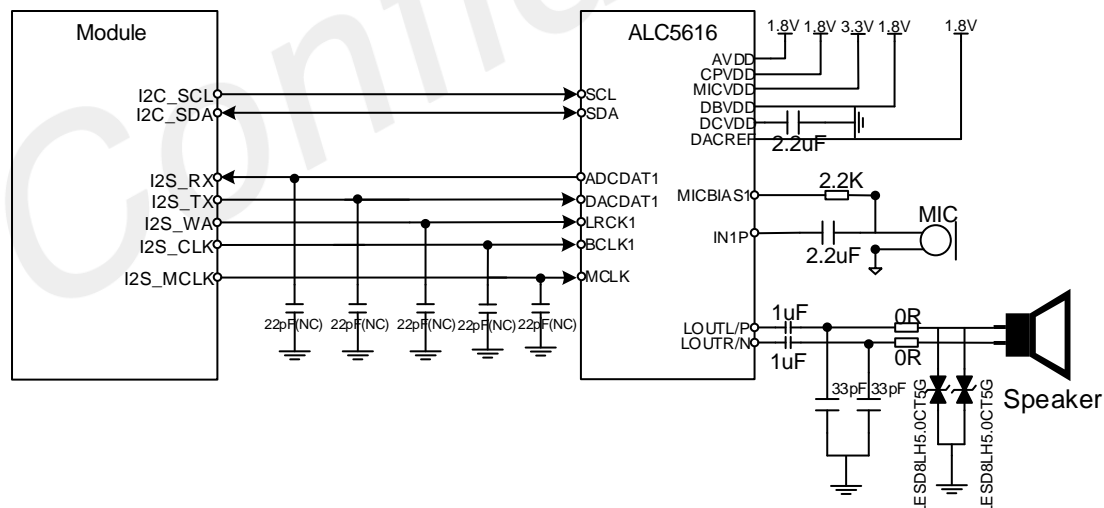 Module
ALC5616
1.8V 1.8V 3.3V 1.8V 1.8V
AVDD
CPVDD
MICVDD
DBVDD
DCVDD
DACREF
2.2uF
I2C_SCL
SCL
I2C_SDA
SDA
I2S_RX
ADCDAT1
I2S_TX
DACDAT1
I2S_WA
LRCK1
I2S_CLK
BCLK1
I2S_MCLK
MCLK
22pF(NC) 22pF(NC) 22pF(NC) 22pF(NC) 22pF(NC)
MICBIAS1
2.2K
MIC
IN1P
2.2uF
LOUTL/P
1uF
0R
LOUTR/N
1uF
0R
33pF 33pF
LESD8LH5.0CT5G
LESD8LH5.0CT5G
Speaker